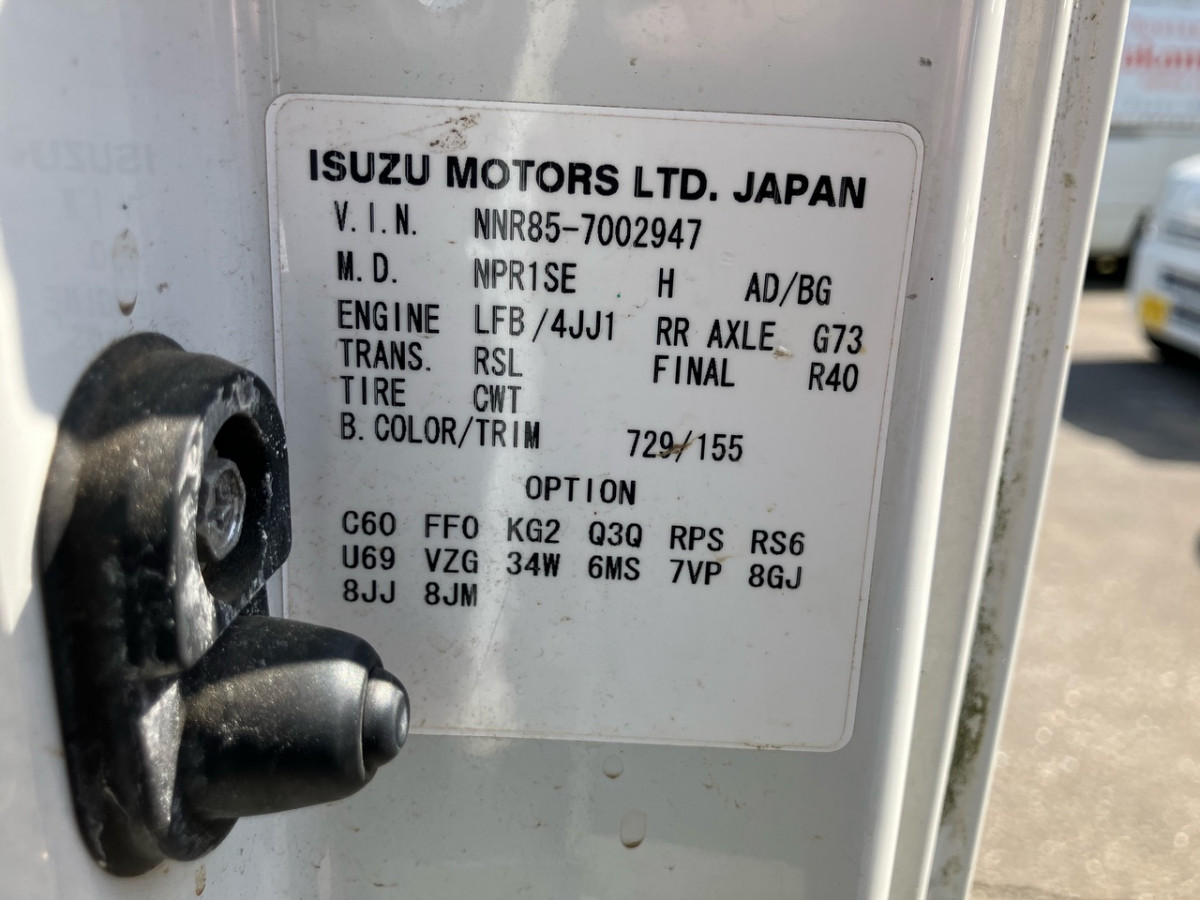 ISUZU MOTORS LTD. JAPAN
V.I.N. NNR85-7002947
M.D. NPR1SE H AD/BG
ENGINE LFB/4JJ1 RR AXLE G73
TRANS. RSL FINAL R40
TIRE CWT
B.COLOR/TRIM 729/155
OPTION
C60 FF0 KG2 Q3Q RPS RS6
U69 VZG 34W 6MS 7VP 8GJ
8JJ 8JM